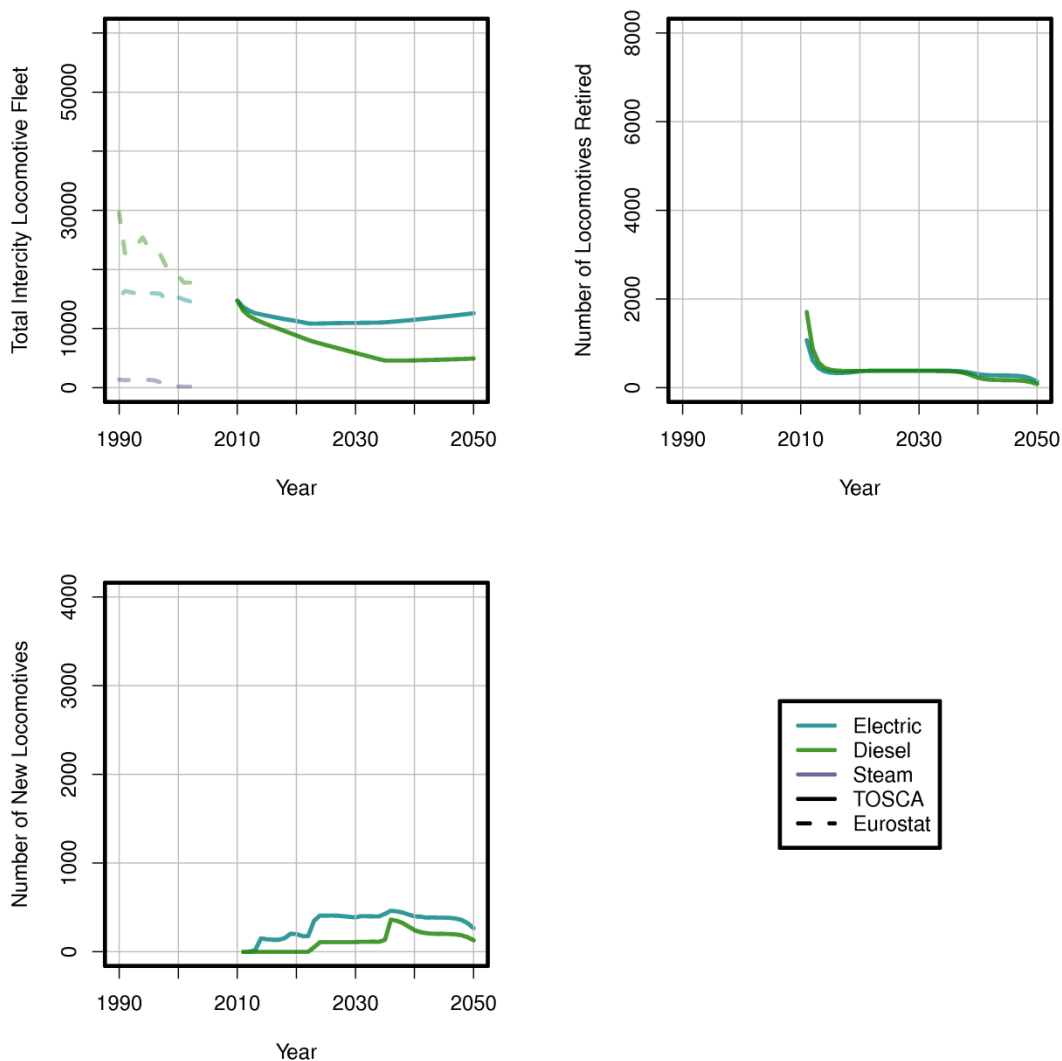 Total Intercity Locomotive Fleet
50000
30000
10000
0
1990
2010
2030
2050
Year
Number of Locomotives Retired
8000
6000
4000
2000
0
1990
2010
2030
2050
Year
Number of New Locomotives
4000
3000
2000
1000
0
1990
2010
2030
2050
Year
Electric
Diesel
Steam
TOSCA
Eurostat